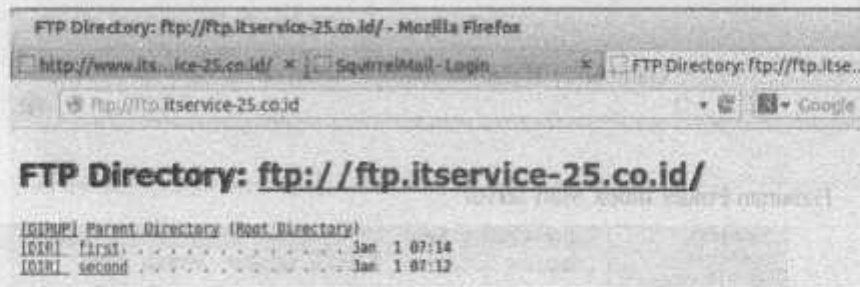 FTP Directory: ftp://ftp.itservice-25.co.id/ - Mozilla Firefox
http://www.its...ice-25.co.id/ × SquirrelMail - Login × FTP Directory: ftp://ftp.itse...
ftp://ftp.itservice-25.co.id Google
FTP Directory: ftp://ftp.itservice-25.co.id/
[DIRUP] Parent Directory (Root Directory)
[DIR] first. . . . . . . . . . . . . . . Jan 1 07:14
[DIR] second . . . . . . . . . . . . . . Jan 1 07:12